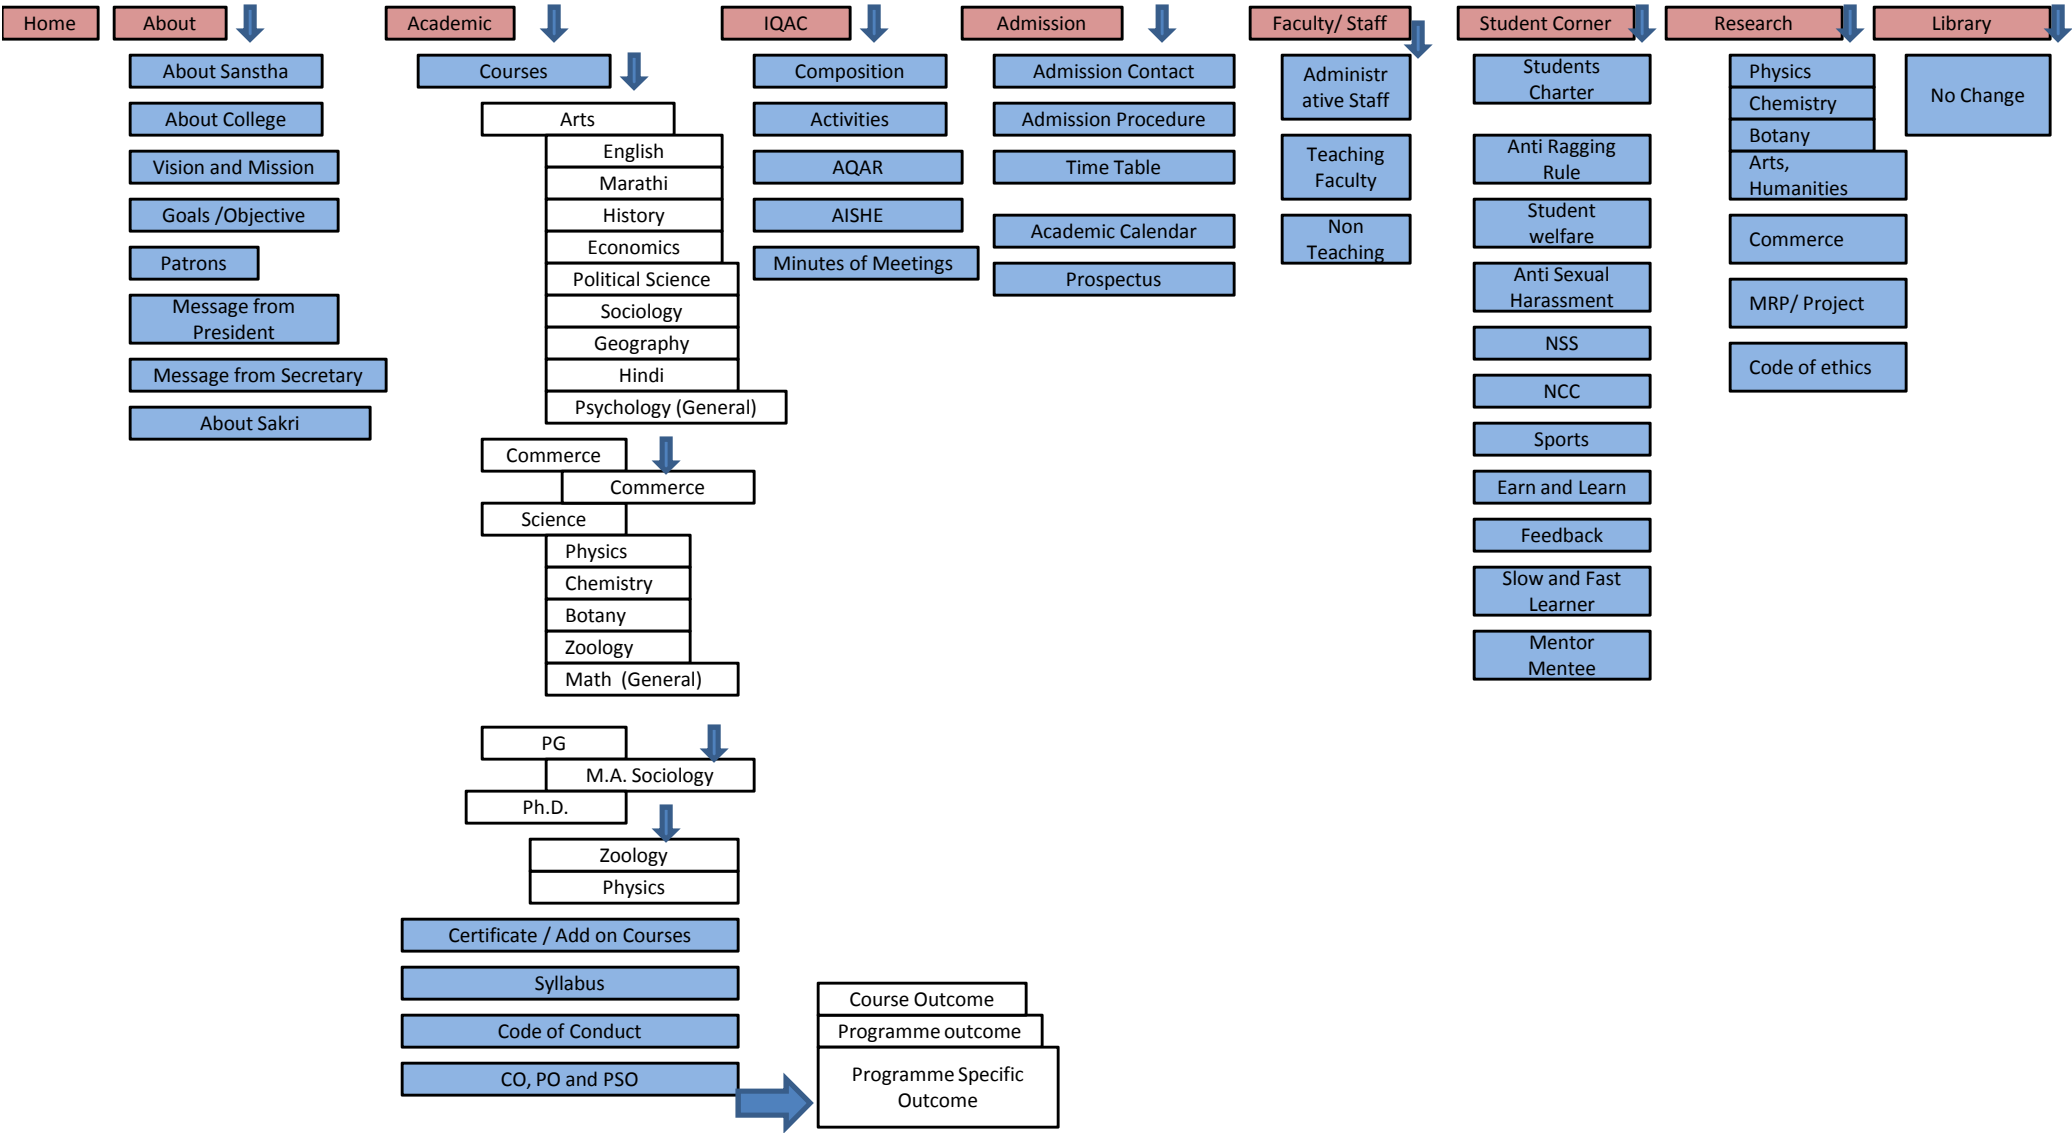 Home
About
Academic
IQAC
Admission
Faculty/ Staff
Student Corner
Research
Library
About Sanstha
About College
Vision and Mission
Goals /Objective
Patrons
Message from
President
Message from Secretary
About Sakri
Courses
Arts
English
Marathi
History
Economics
Political Science
Sociology
Geography
Hindi
Psychology (General)
Commerce
Commerce
Science
Physics
Chemistry
Botany
Zoology
Math (General)
PG
M.A. Sociology
Ph.D.
Zoology
Physics
Certificate / Add on Courses
Syllabus
Code of Conduct
CO, PO and PSO
Course Outcome
Programme outcome
Programme Specific
Outcome
Composition
Activities
AQAR
AISHE
Minutes of Meetings
Admission Contact
Admission Procedure
Time Table
Academic Calendar
Prospectus
Administr
ative Staff
Teaching
Faculty
Non
Teaching
Students
Charter
Anti Ragging
Rule
Student
welfare
Anti Sexual
Harassment
NSS
NCC
Sports
Earn and Learn
Feedback
Slow and Fast
Learner
Mentor
Mentee
Physics
Chemistry
Botany
Arts,
Humanities
Commerce
MRP/ Project
Code of ethics
No Change